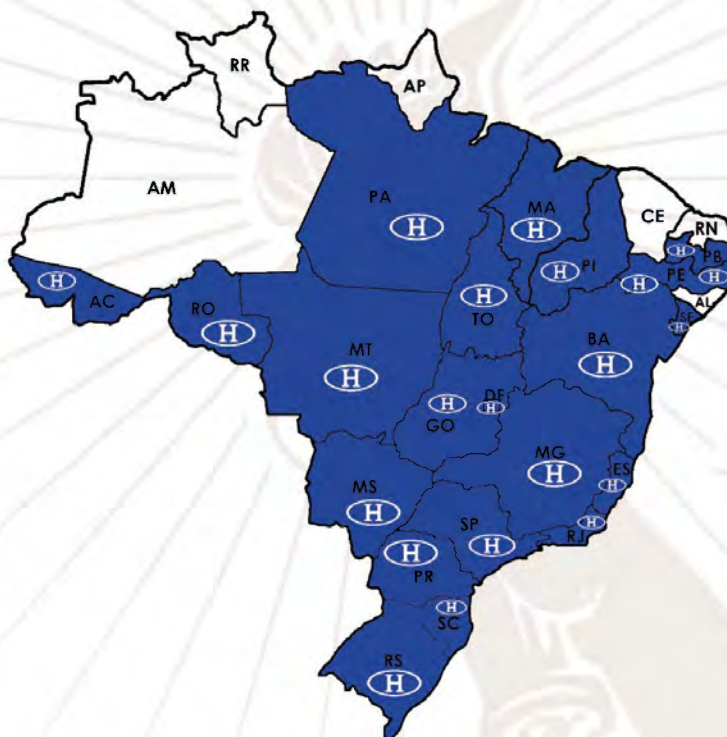 RR
AP
AM
PA
MA
CE
RN
H
H
H
PI
H
PE
PB
H
H
AC
RO
H
H
TO
H
AL
SE
H
MT
H
BA
H
GO
H
DF
H
MG
H
ES
H
MS
H
SP
H
RJ
H
H
PR
H
SC
RS
H